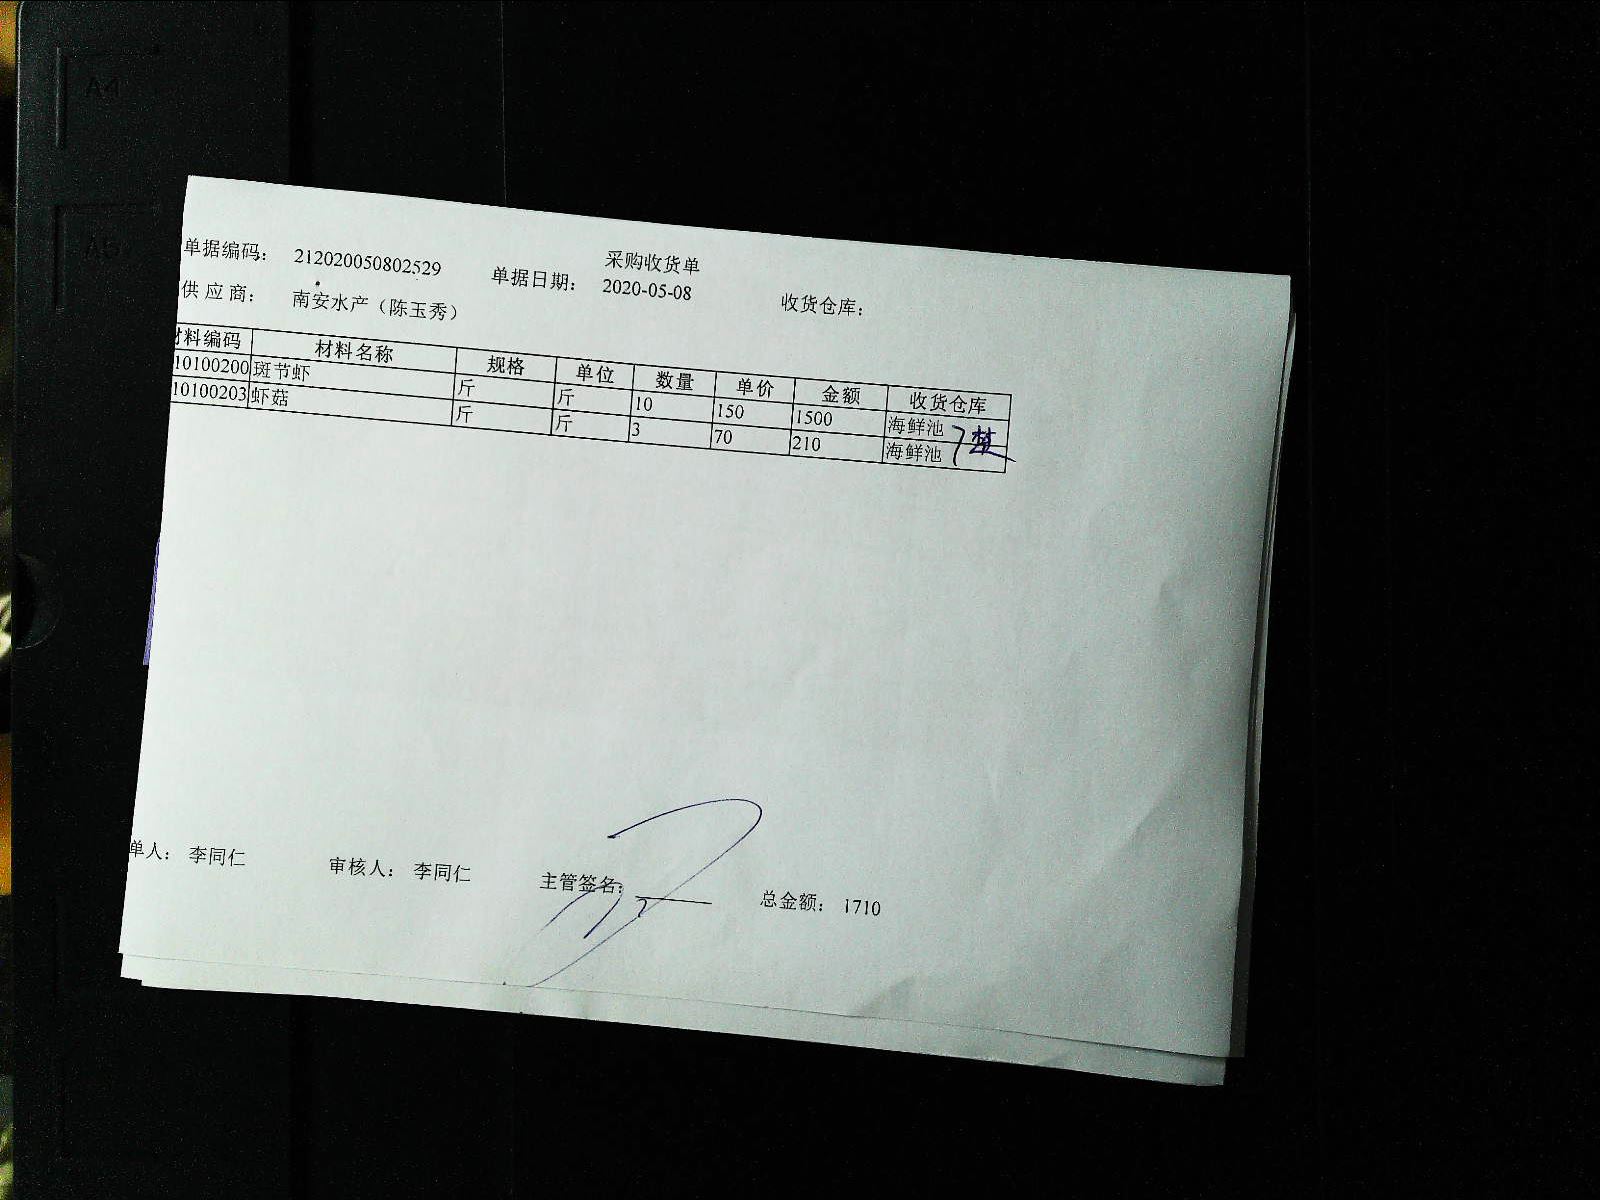 A4
A5
采购收货单
单据编码： 212020050802529 单据日期： 2020-05-08 收货仓库：
供 应 商： 南安水产（陈玉秀）
材料编码 材料名称 规格 单位 数量 单价 金额 收货仓库
10100200 斑节虾 斤 斤 10 150 1500 海鲜池
10100203 虾菇 斤 斤 3 70 210 海鲜池
单人： 李同仁 审核人： 李同仁 主管签名： 总金额： 1710